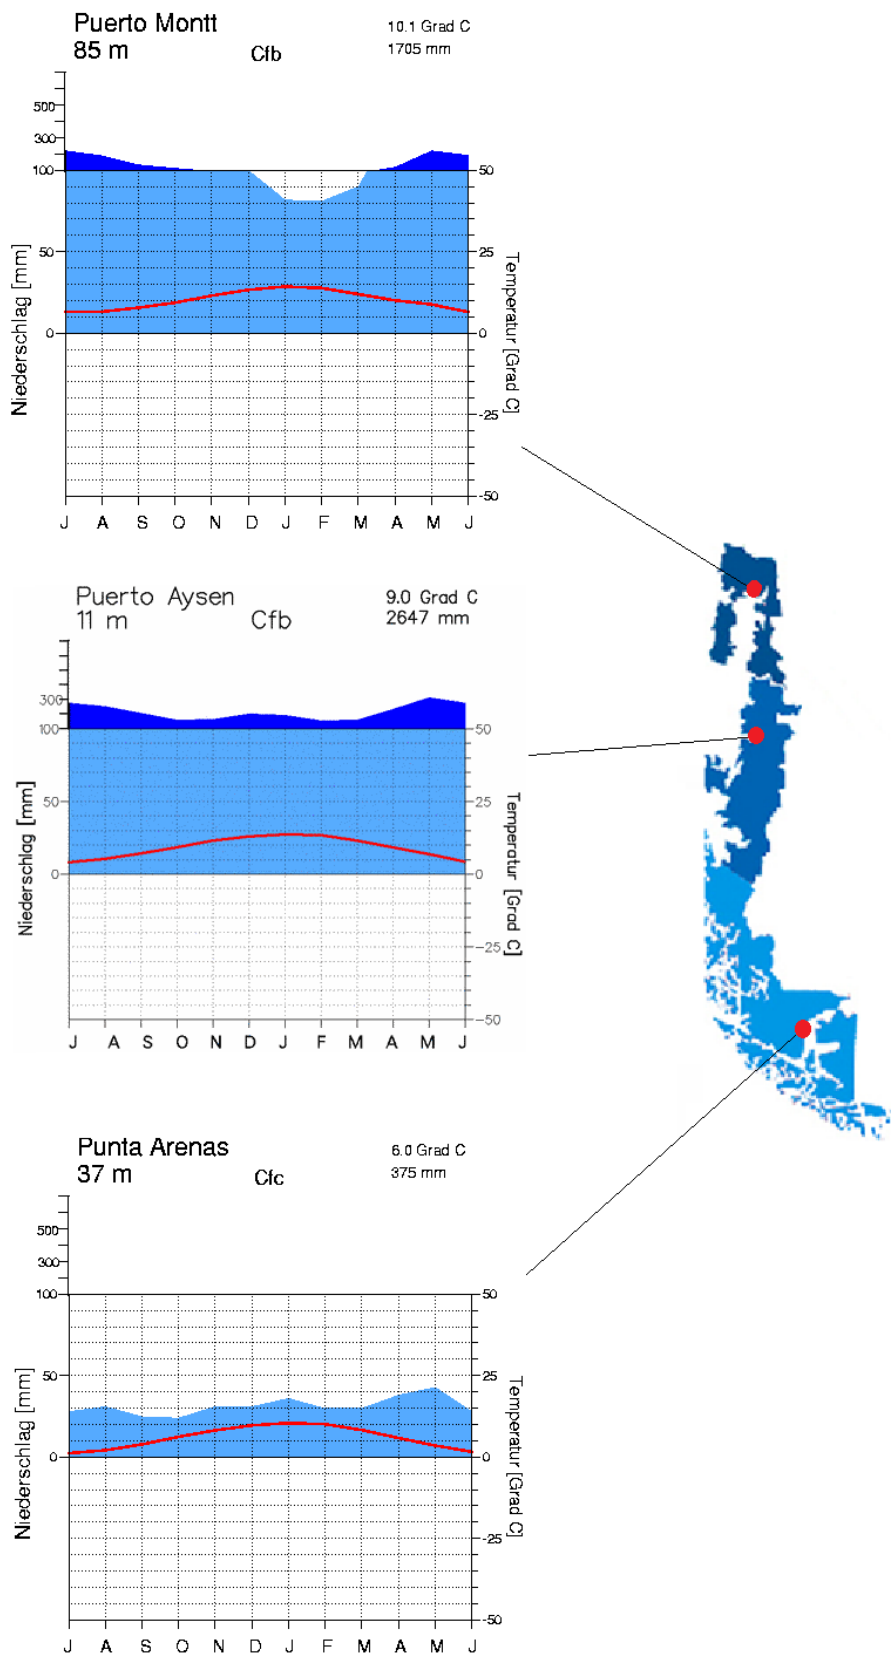 Puerto Montt
85 m
Cfb
10.1 Grad C
1705 mm
500
300
100
50
0
50
25
0
-25
-50
Niederschlag [mm]
Temperatur [Grad C]
J A S O N D J F M A M J
Puerto Aysen
11 m
Cfb
9.0 Grad C
2647 mm
300
100
50
0
50
25
0
-25
-50
Niederschlag [mm]
Temperatur [Grad C]
J A S O N D J F M A M J
Punta Arenas
37 m
Cfc
6.0 Grad C
375 mm
500
300
100
50
0
50
25
0
-25
-50
Niederschlag [mm]
Temperatur [Grad C]
J A S O N D J F M A M J